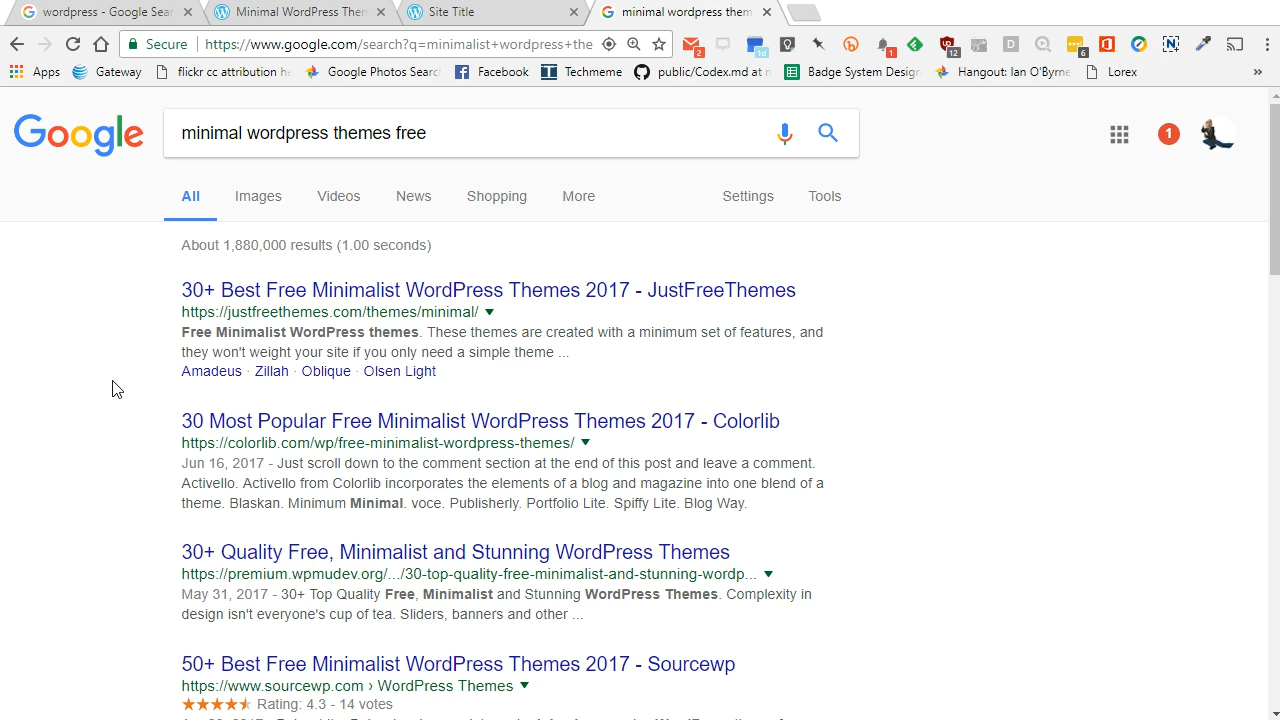 wordpress - Google Sear
Minimal WordPress Them
Site Title
minimal wordpress them
Secure
https://www.google.com/search?q=minimalist+wordpress+the
2
1d
1
12
D
6
N
Apps
Gateway
flickr cc attribution h
Google Photos Searc
Facebook
Techmeme
Badge System Design
Hangout: Ian O'Byrne
Lorex
»
Google
minimal wordpress themes free
1
All
Images
Videos
News
Shopping
More
Settings
Tools
About 1,880,000 results (1.00 seconds)
30+ Best Free Minimalist WordPress Themes 2017 - JustFreeThemes
https://justfreethemes.com/themes/minimal/
Free Minimalist WordPress themes. These themes are created with a minimum set of features, and
they won't weight your site if you only need a simple theme ...
Amadeus · Zillah · Oblique · Olsen Light
30 Most Popular Free Minimalist WordPress Themes 2017 - Colorlib
https://colorlib.com/wp/free-minimalist-wordpress-themes/
Jun 16, 2017 - Just scroll down to the comment section at the end of this post and leave a comment.
Activello. Activello from Colorlib incorporates the elements of a blog and magazine into one blend of a
theme. Blaskan. Minimum Minimal. voce. Publisherly. Portfolio Lite. Spiffy Lite. Blog Way.
30+ Quality Free, Minimalist and Stunning WordPress Themes
https://premium.wpmudev.org/.../30-top-quality-free-minimalist-and-stunning-wordp...
May 31, 2017 - 30+ Top Quality Free, Minimalist and Stunning WordPress Themes. Complexity in
design isn't everyone's cup of tea. Sliders, banners and other ...
50+ Best Free Minimalist WordPress Themes 2017 - Sourcewp
https://www.sourcewp.com › WordPress Themes
Rating: 4.3 - 14 votes